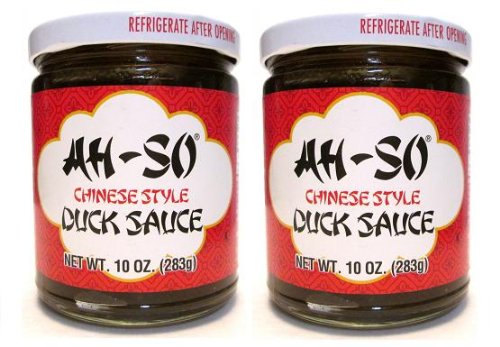 REFRIGERATE AFTER OPENING
AH-SO®
CHINESE STYLE
DUCK SAUCE
NET WT. 10 OZ. (283g)
REFRIGERATE AFTER OPENING
AH-SO®
CHINESE STYLE
DUCK SAUCE
NET WT. 10 OZ. (283g)